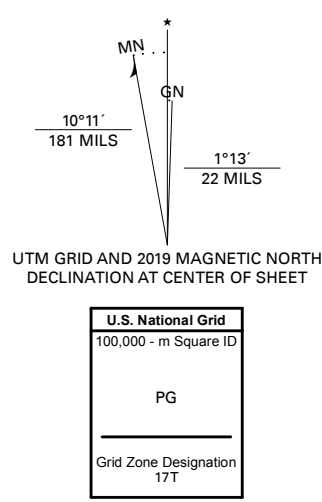 ★
MN
GN
10°11´
181 MILS
1°13´
22 MILS
UTM GRID AND 2019 MAGNETIC NORTH
DECLINATION AT CENTER OF SHEET
U.S. National Grid
100,000 - m Square ID
PG
Grid Zone Designation
17T